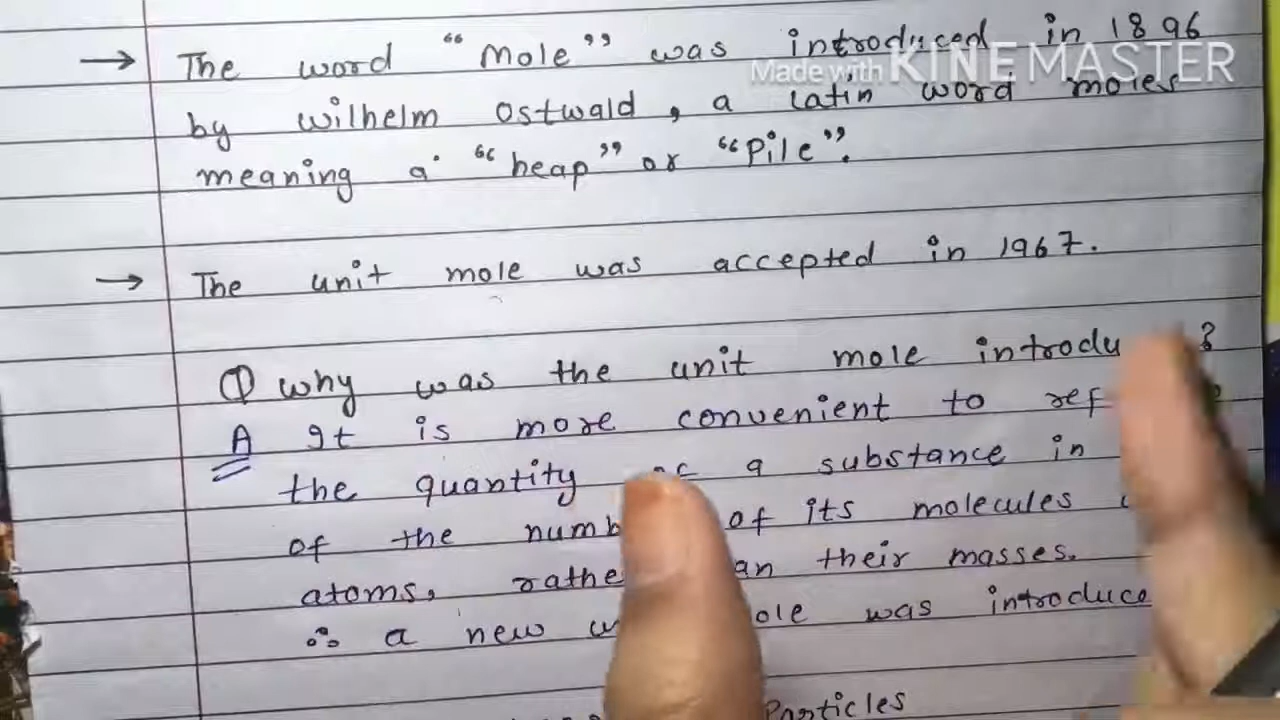 → The word “Mole” was introduced in 1896
Made with KINEMASTER
by Wilhelm Ostwald, a latin word moles
meaning a “heap” or “Pile”.
→ The unit mole was accepted in 1967.
Q Why was the unit mole ?
A It is more convenient to
the quantity of a substance in
of the of its molecules
atoms, their masses.
∴ a new was
Particles